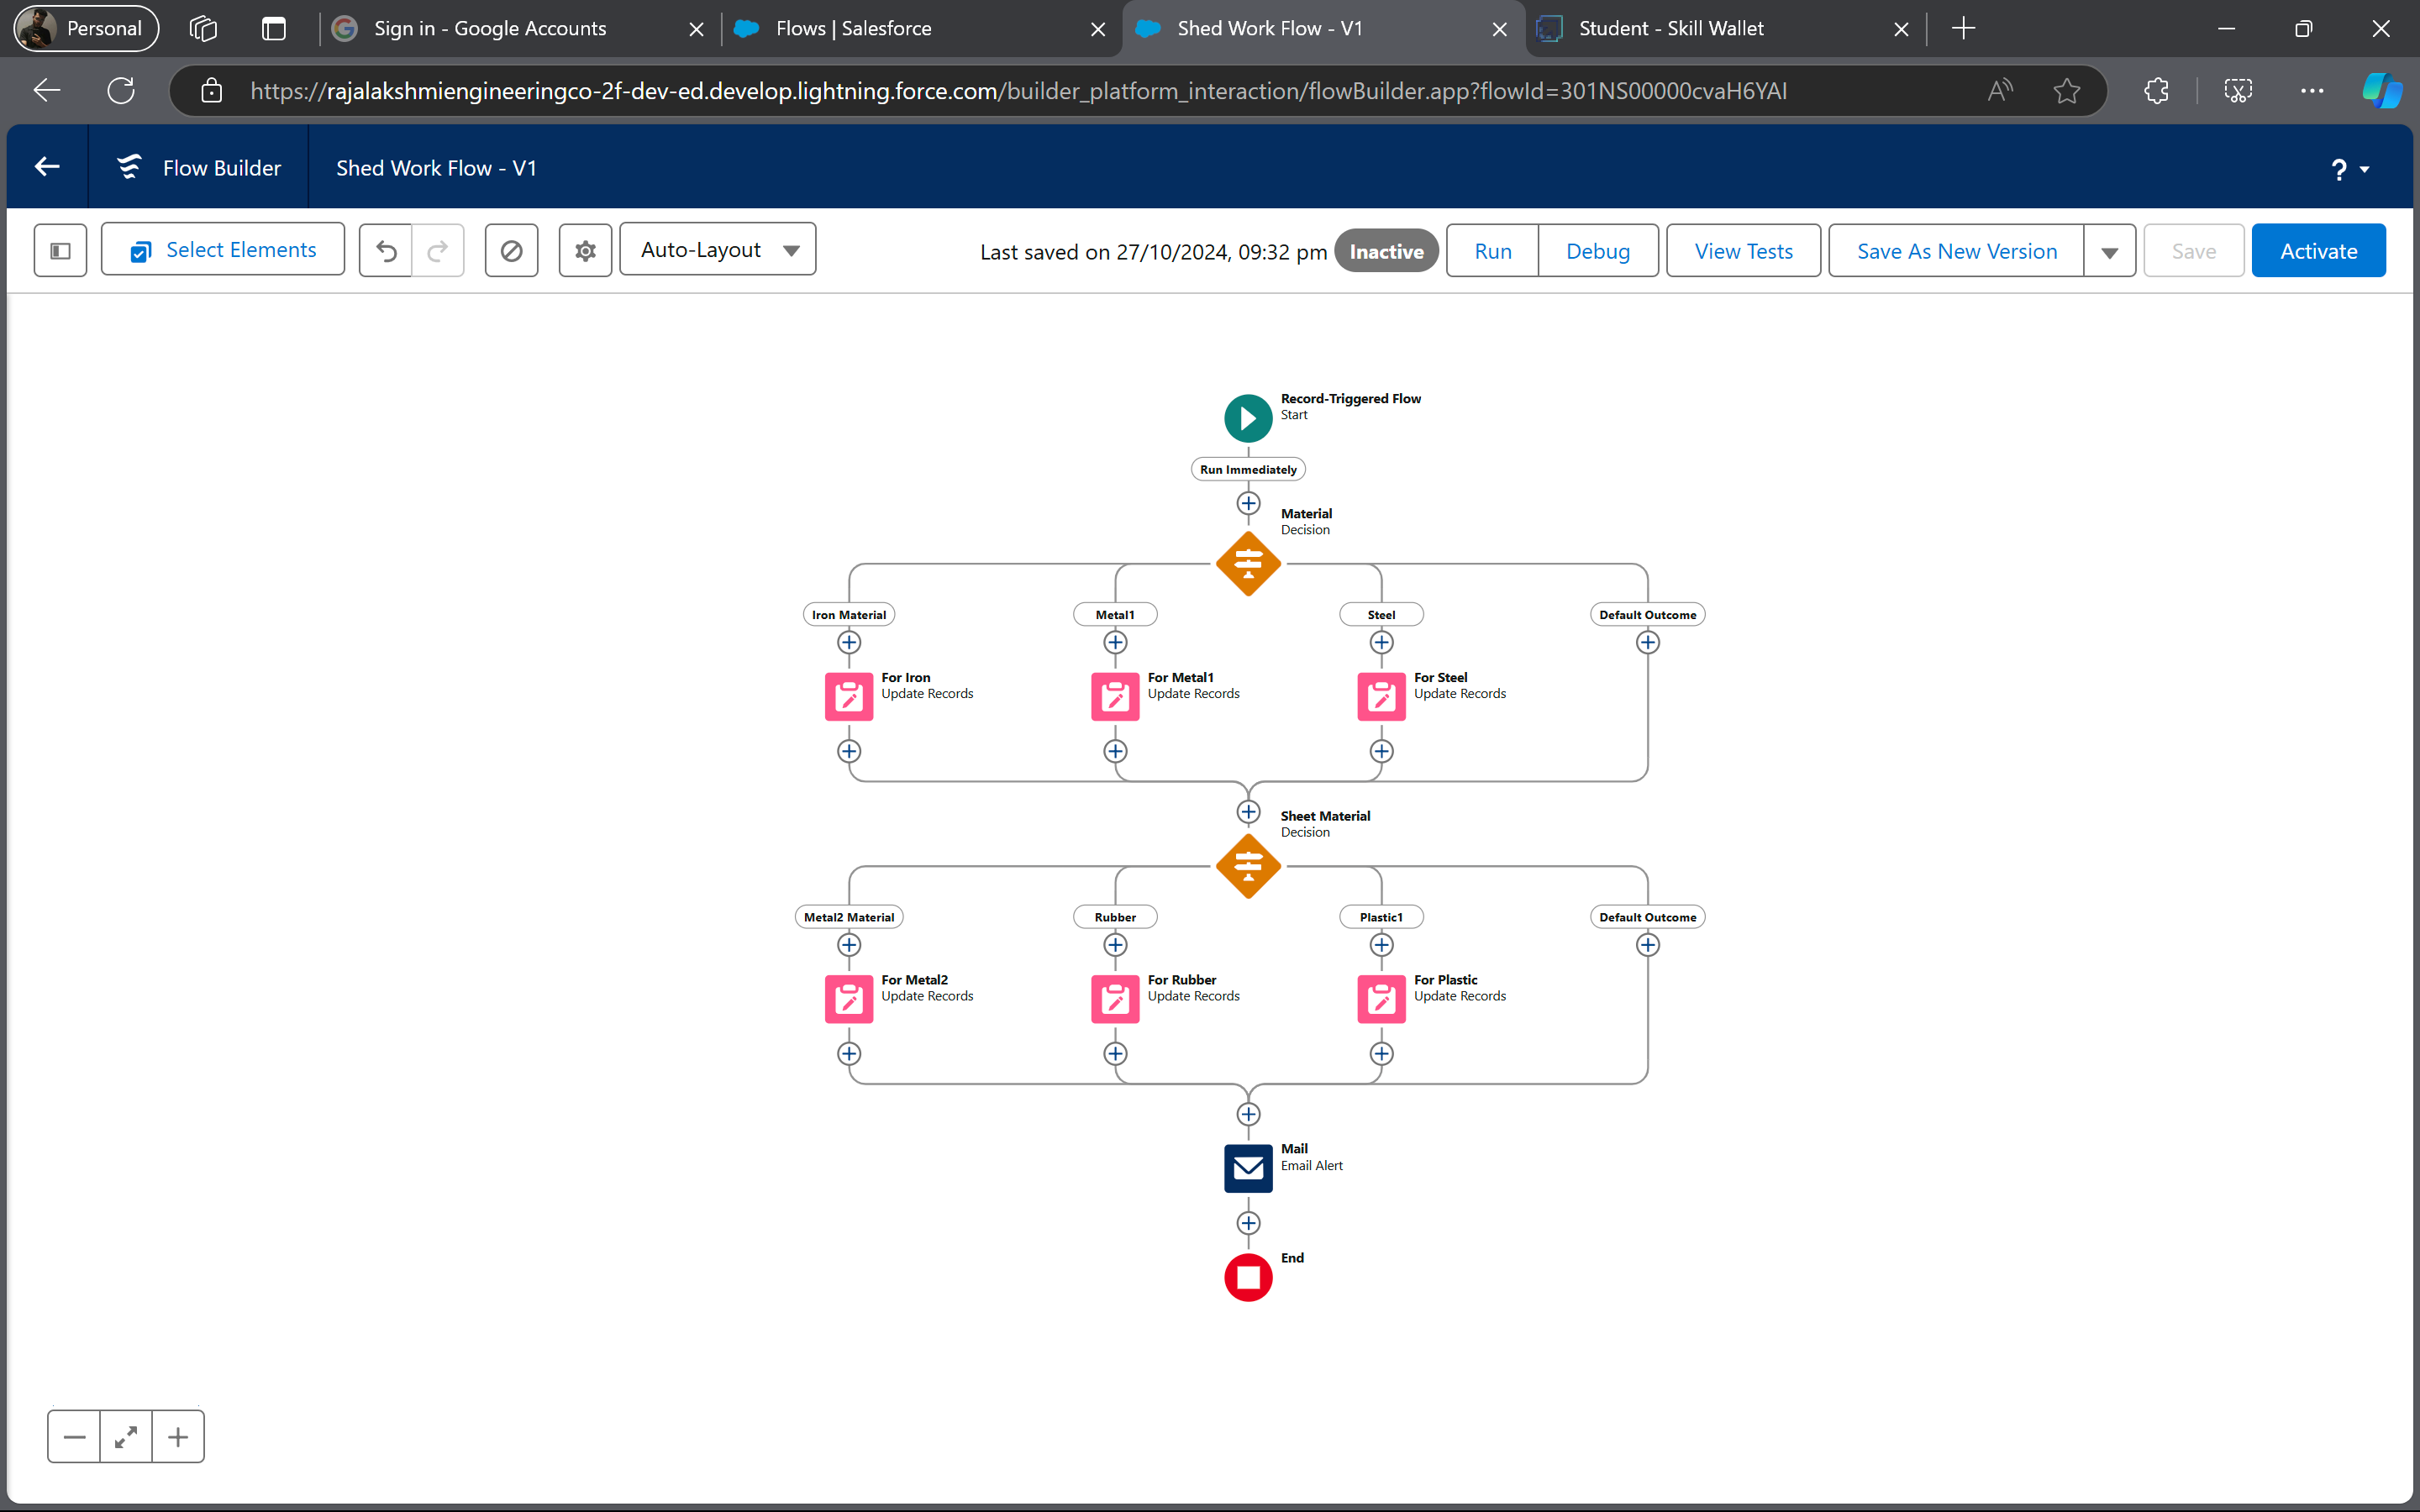 Personal
Sign in - Google Accounts
Flows | Salesforce
Shed Work Flow - V1
Student - Skill Wallet
https://rajalakshmiengineeringco-2f-dev-ed.develop.lightning.force.com/builder_platform_interaction/flowBuilder.app?flowId=301NS00000cvaH6YAI
Flow Builder
Shed Work Flow - V1
?
Select Elements
Auto-Layout
Last saved on 27/10/2024, 09:32 pm
Inactive
Run
Debug
View Tests
Save As New Version
Save
Activate
Record-Triggered Flow
Start
Run Immediately
Material
Decision
Iron Material
Metal1
Steel
Default Outcome
For Iron
Update Records
For Metal1
Update Records
For Steel
Update Records
Sheet Material
Decision
Metal2 Material
Rubber
Plastic1
Default Outcome
For Metal2
Update Records
For Rubber
Update Records
For Plastic
Update Records
Mail
Email Alert
End